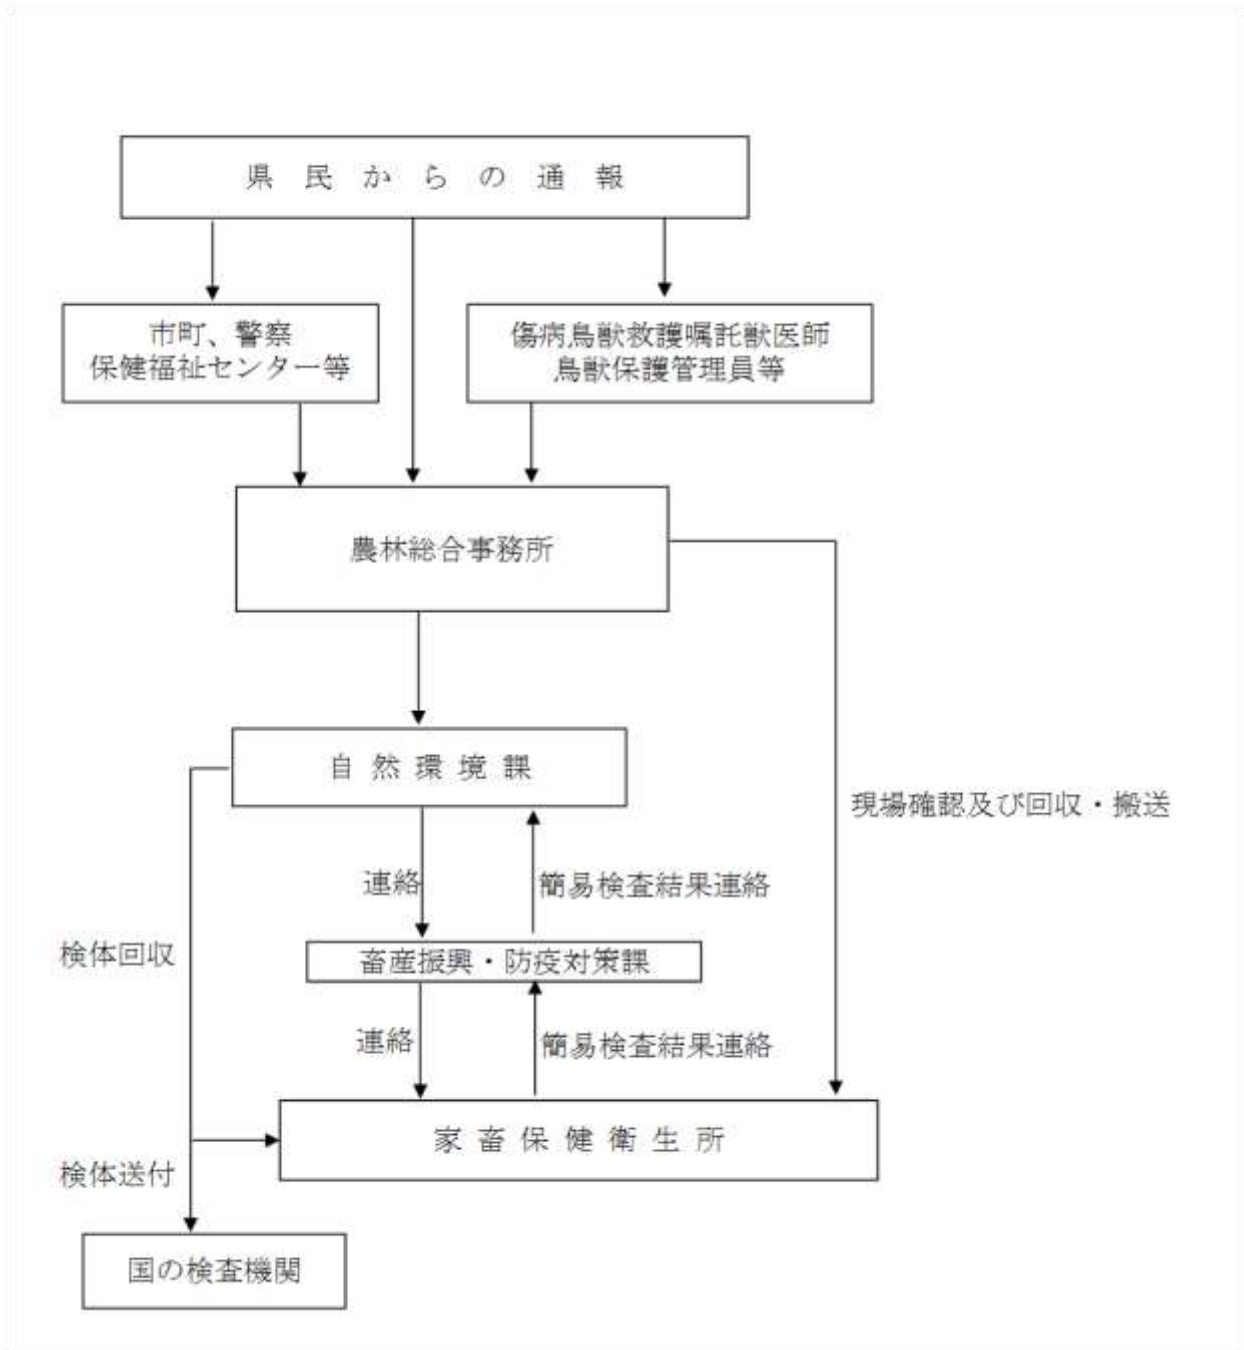 県民からの通報
市町、警察
保健福祉センター等
傷病鳥獣救護嘱託獣医師
鳥獣保護管理員等
農林総合事務所
自然環境課
現場確認及び回収・搬送
連絡
簡易検査結果連絡
検体回収
畜産振興・防疫対策課
連絡
簡易検査結果連絡
家畜保健衛生所
検体送付
国の検査機関